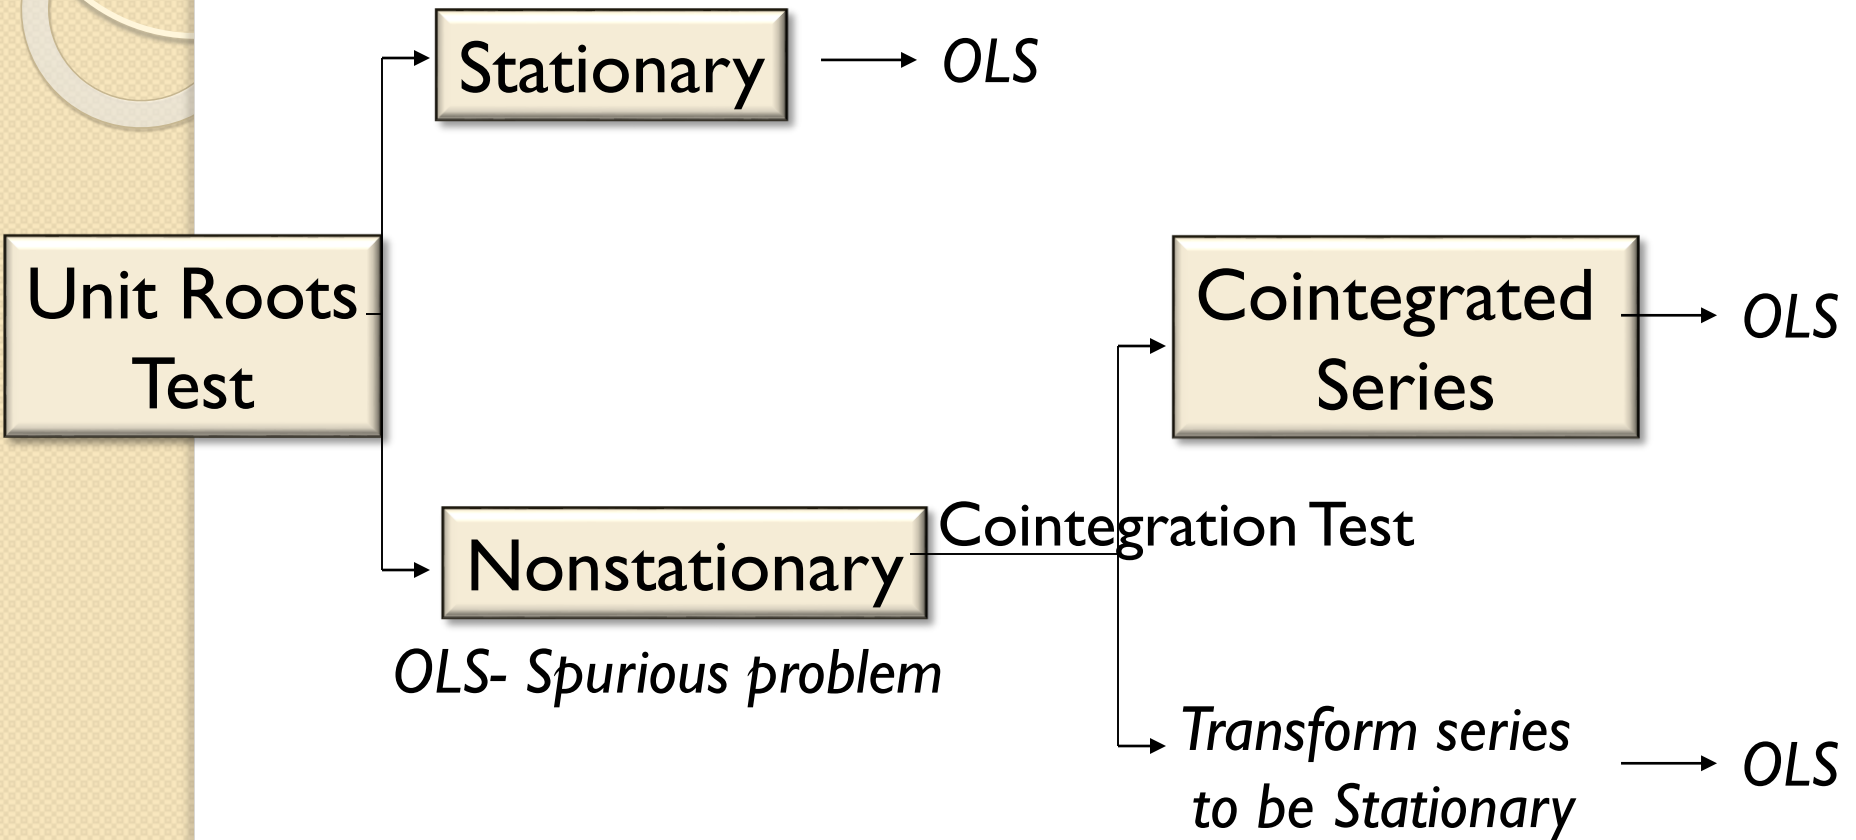 Stationary
OLS
Unit Roots
Test
Cointegrated
Series
OLS
Nonstationary
Cointegration Test
OLS- Spurious problem
Transform series
to be Stationary
OLS